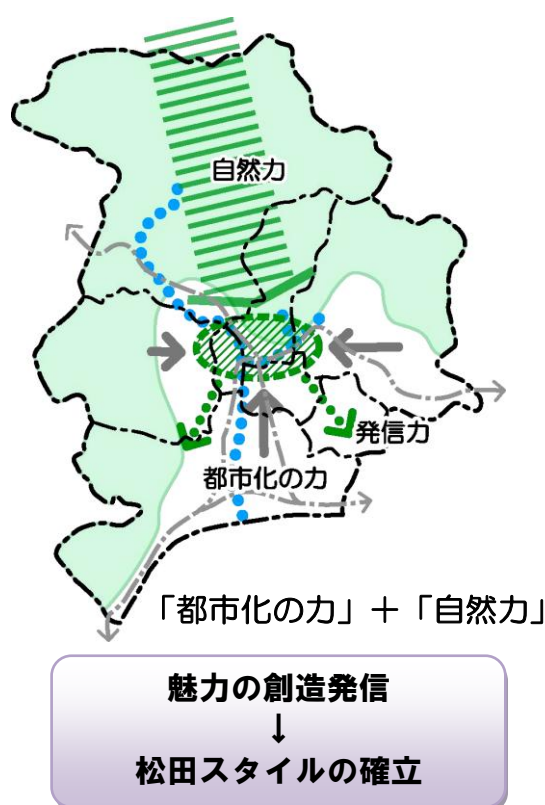 自然力
発信力
都市化の力
「都市化の力」＋「自然力」
魅力の創造発信
↓
松田スタイルの確立